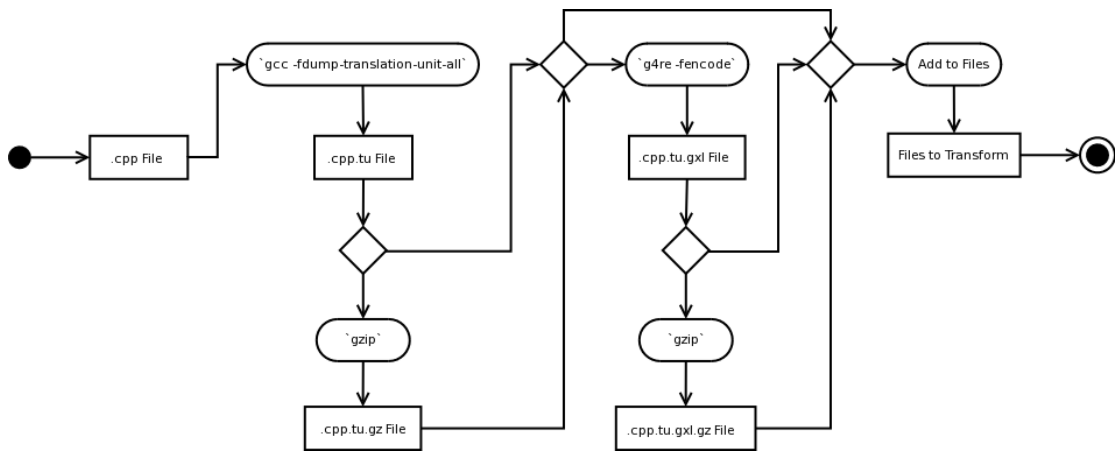 `gcc -fdump-translation-unit-all`
`g4re -fencode`
Add to Files
.cpp File
.cpp.tu File
.cpp.tu.gxl File
Files to Transform
`gzip`
`gzip`
.cpp.tu.gz File
.cpp.tu.gxl.gz File